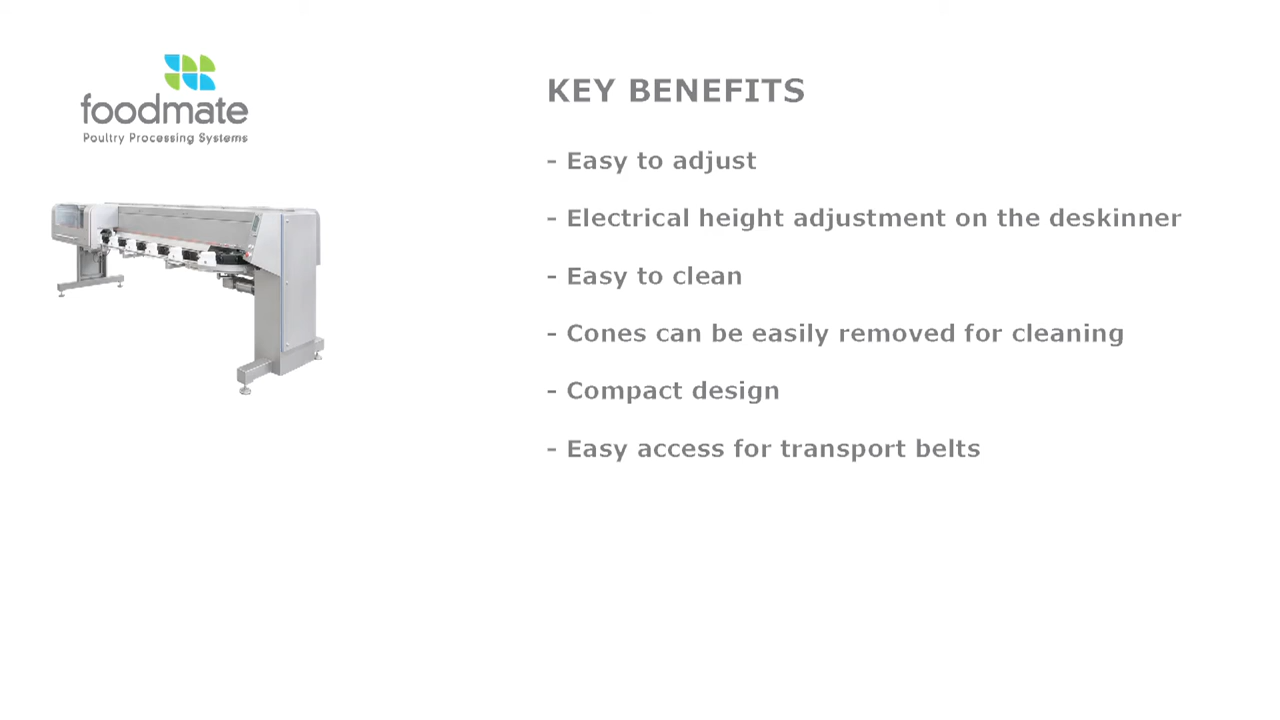 foodmate
Poultry Processing Systems
KEY BENEFITS
- Easy to adjust
- Electrical height adjustment on the deskinner
- Easy to clean
- Cones can be easily removed for cleaning
- Compact design
- Easy access for transport belts